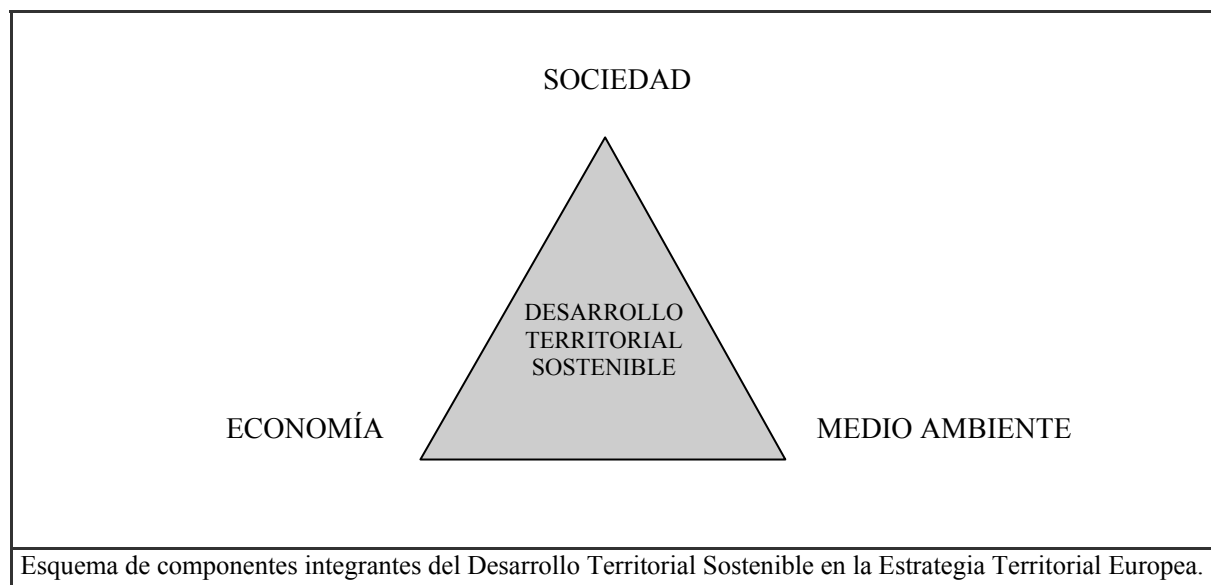 SOCIEDAD
DESARROLLO
TERRITORIAL
SOSTENIBLE
ECONOMÍA
MEDIO AMBIENTE
Esquema de componentes integrantes del Desarrollo Territorial Sostenible en la Estrategia Territorial Europea.